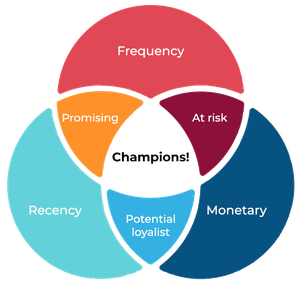 Frequency
Promising
At risk
Champions!
Recency
Potential
loyalist
Monetary